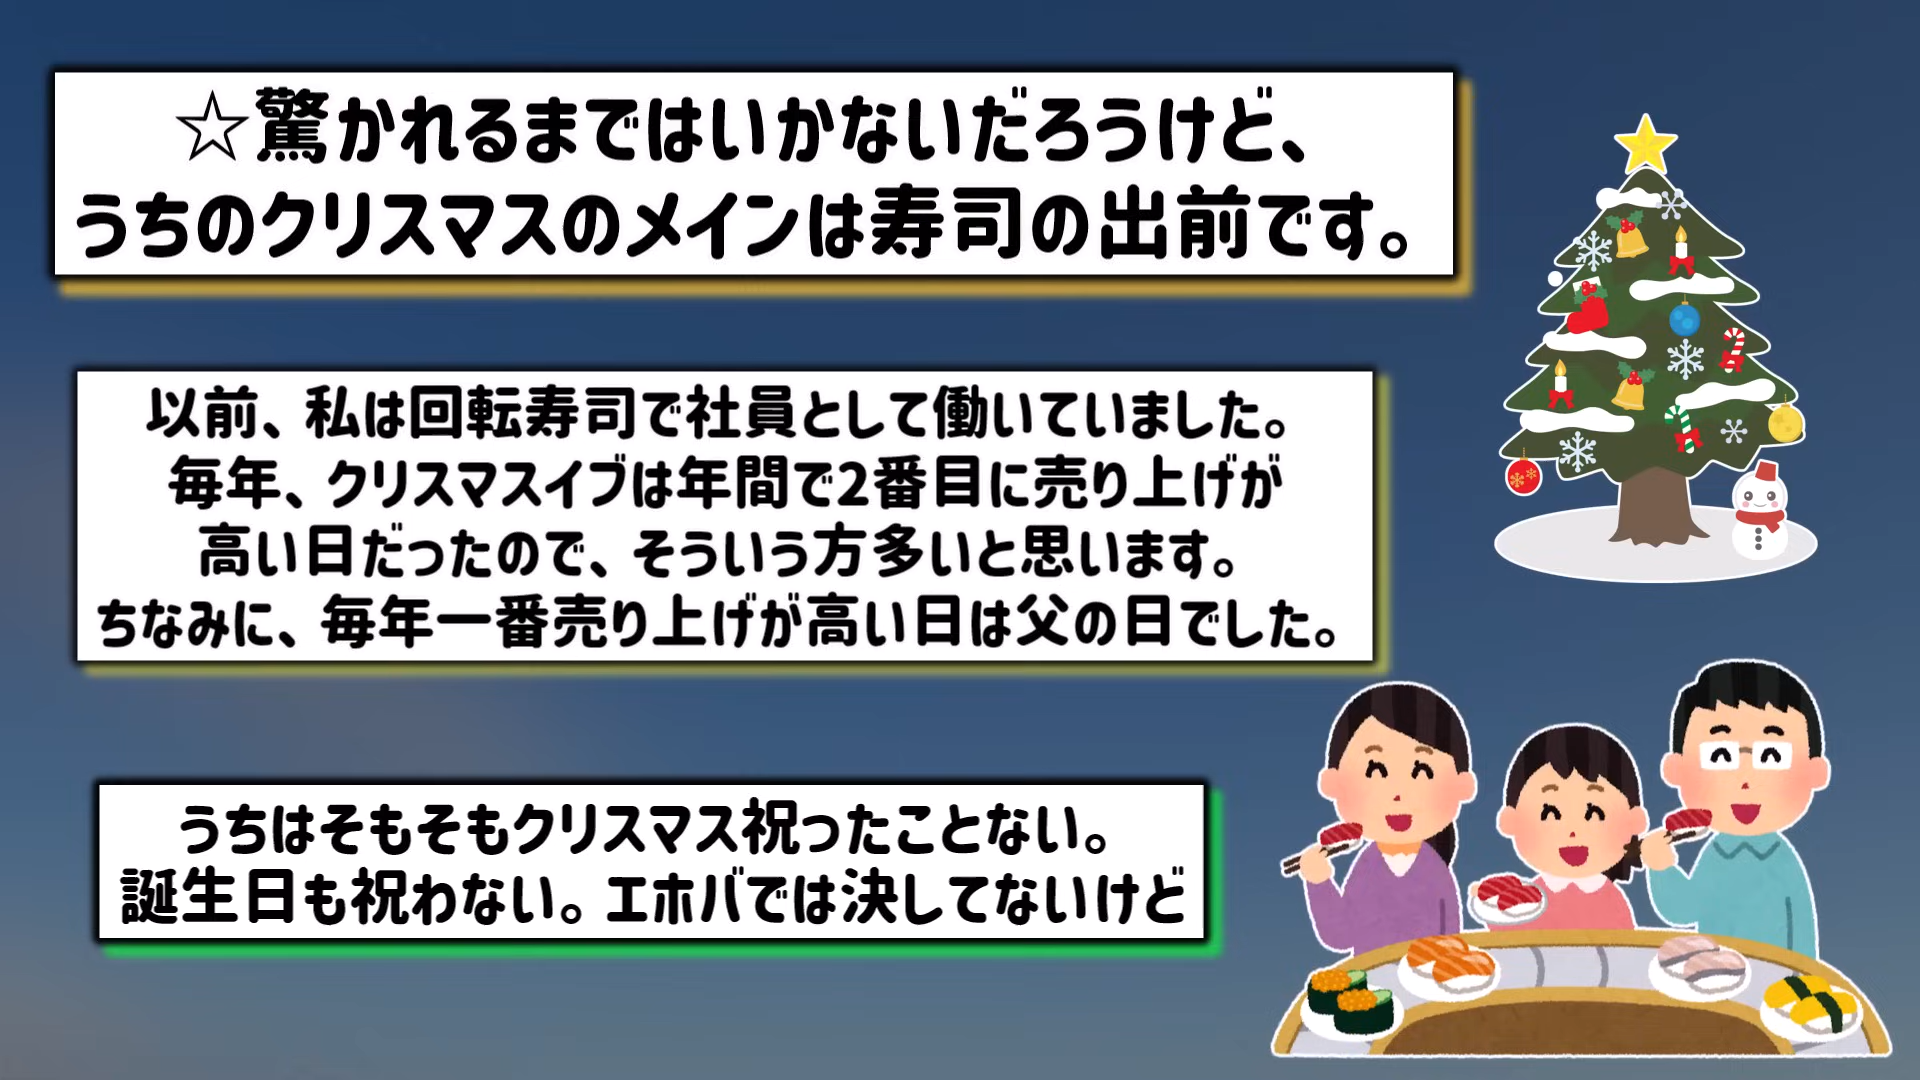 ☆驚かれるまではいかないだろうけど、
うちのクリスマスのメインは寿司の出前です。
以前、私は回転寿司で社員として働いていました。
毎年、クリスマスイブは年間で2番目に売り上げが
高い日だったので、そういう方多いと思います。
ちなみに、毎年一番売り上げが高い日は父の日でした。
うちはそもそもクリスマス祝ったことない。
誕生日も祝わない。エホバでは決してないけど